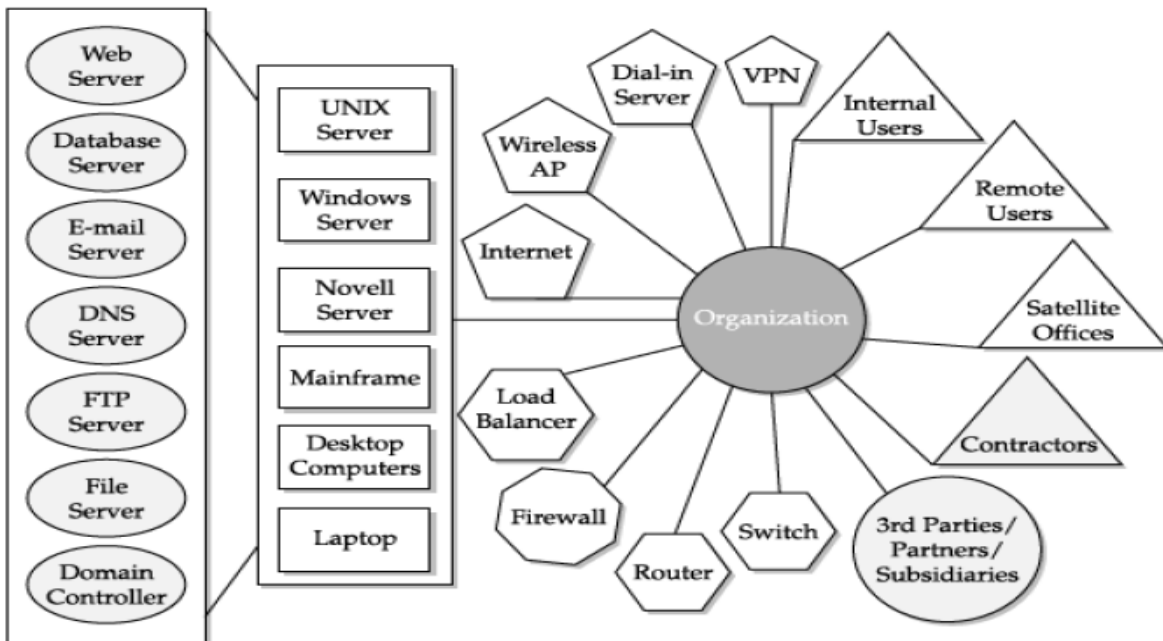 Web
Server
Database
Server
E-mail
Server
DNS
Server
FTP
Server
File
Server
Domain
Controller
UNIX
Server
Windows
Server
Novell
Server
Mainframe
Desktop
Computers
Laptop
Dial-in
Server
VPN
Wireless
AP
Internet
Internal
Users
Remote
Users
Satellite
Offices
Contractors
Organization
Load
Balancer
Firewall
Router
Switch
3rd Parties/
Partners/
Subsidiaries